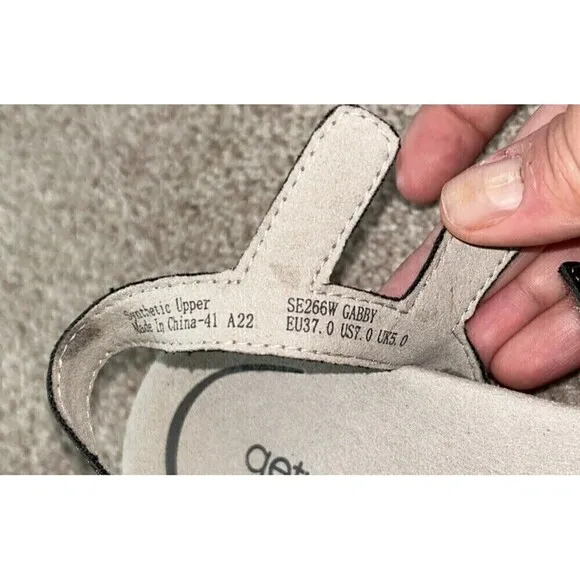 Synthetic Upper
Made In China-41 A22
SE266W GABBY
EU37.0 US7.0 UK5.0